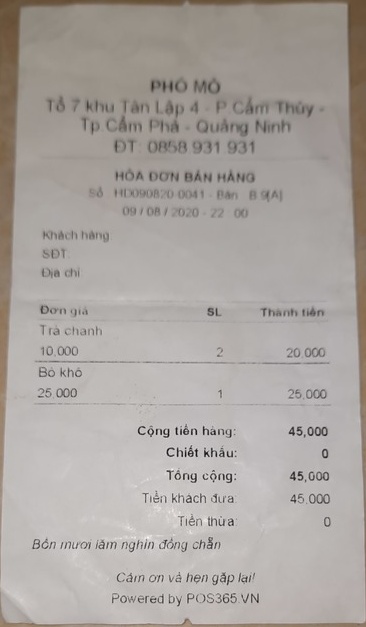 PHỐ MỎ
Tổ 7 khu Tân Lập 4 - P Cẩm Thủy -
Tp.Cẩm Phả - Quảng Ninh
ĐT: 0858 931 931
HÓA ĐƠN BÁN HÀNG
Số HD090820-0041 - Bàn B.9(A)
09 / 08 / 2020 - 22 : 00
Khách hàng
SĐT:
Địa chỉ
Đơn giá SL Thành tiền
Trà chanh
10,000 2 20,000
Bò khô
25,000 1 25,000
Cộng tiền hàng: 45,000
Chiết khấu: 0
Tổng cộng: 45,000
Tiền khách đưa: 45,000
Tiền thừa: 0
Bốn mươi lăm nghìn đồng chẵn
Cảm ơn và hẹn gặp lại!
Powered by POS365.VN